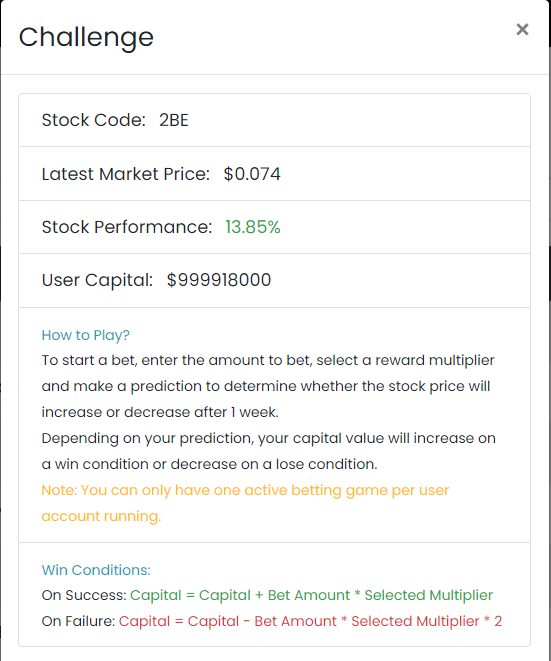 Challenge ×
Stock Code: 2BE
Latest Market Price: $0.074
Stock Performance: 13.85%
User Capital: $999918000
How to Play?
To start a bet, enter the amount to bet, select a reward multiplier
and make a prediction to determine whether the stock price will
increase or decrease after 1 week.
Depending on your prediction, your capital value will increase on
a win condition or decrease on a lose condition.
Note: You can only have one active betting game per user
account running.
Win Conditions:
On Success: Capital = Capital + Bet Amount * Selected Multiplier
On Failure: Capital = Capital - Bet Amount * Selected Multiplier * 2